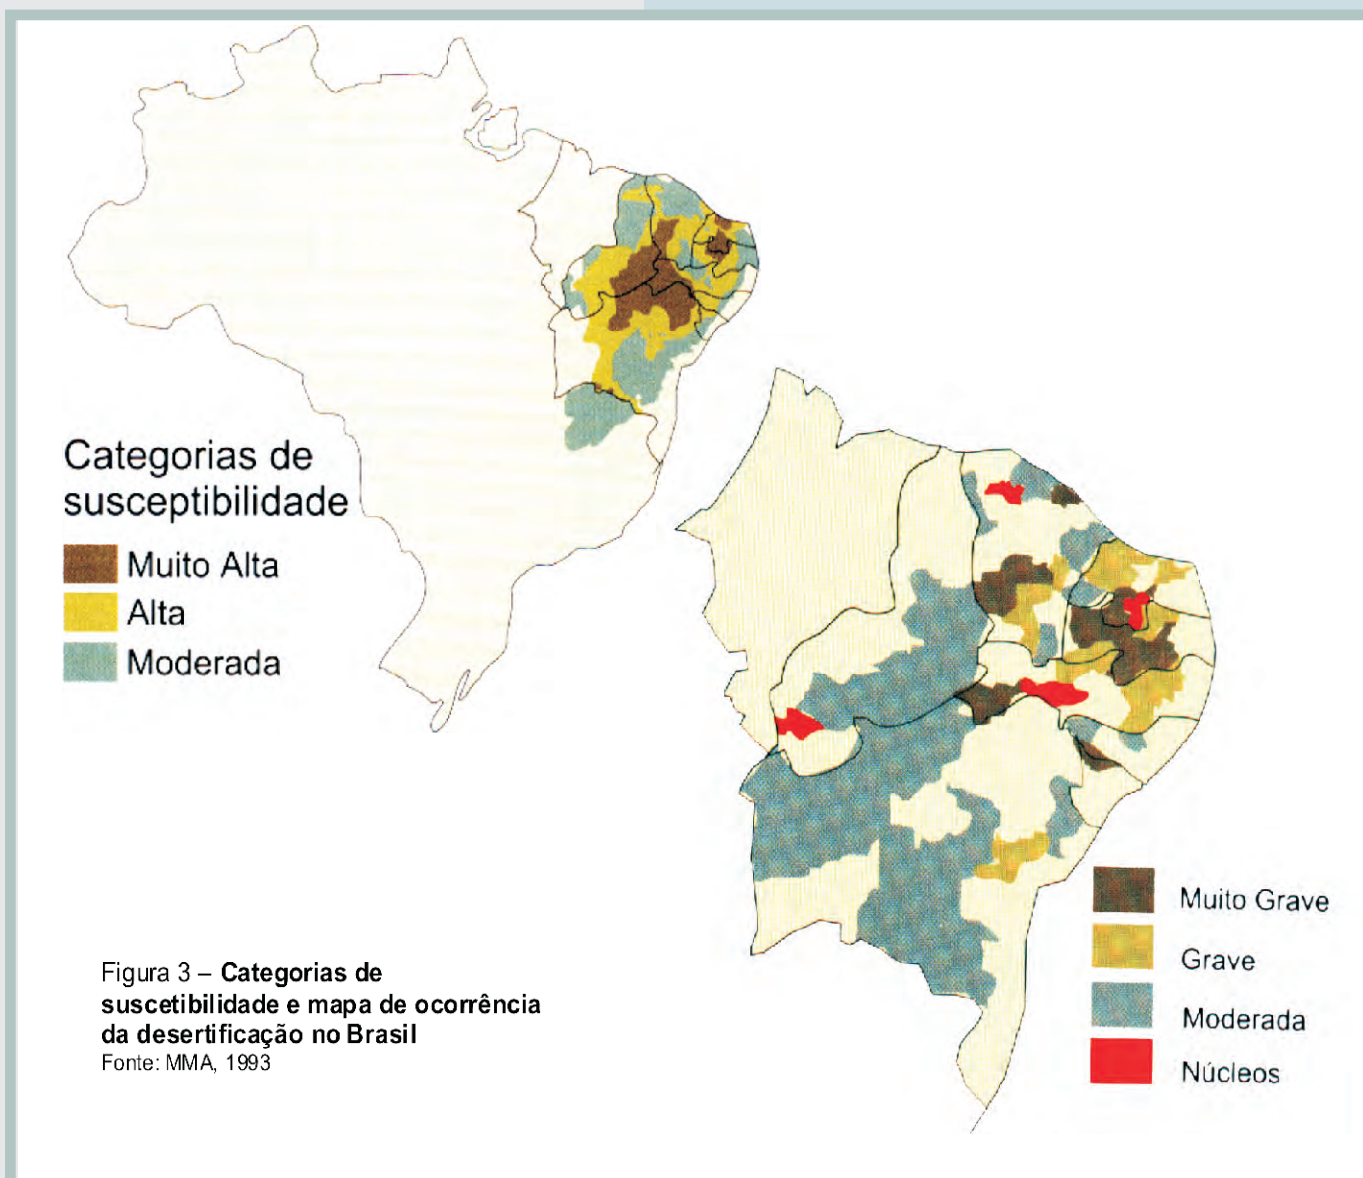 Categorias de
susceptibilidade
Muito Alta
Alta
Moderada
Muito Grave
Grave
Moderada
Núcleos
Figura 3 – Categorias de
suscetibilidade e mapa de ocorrência
da desertificação no Brasil
Fonte: MMA, 1993